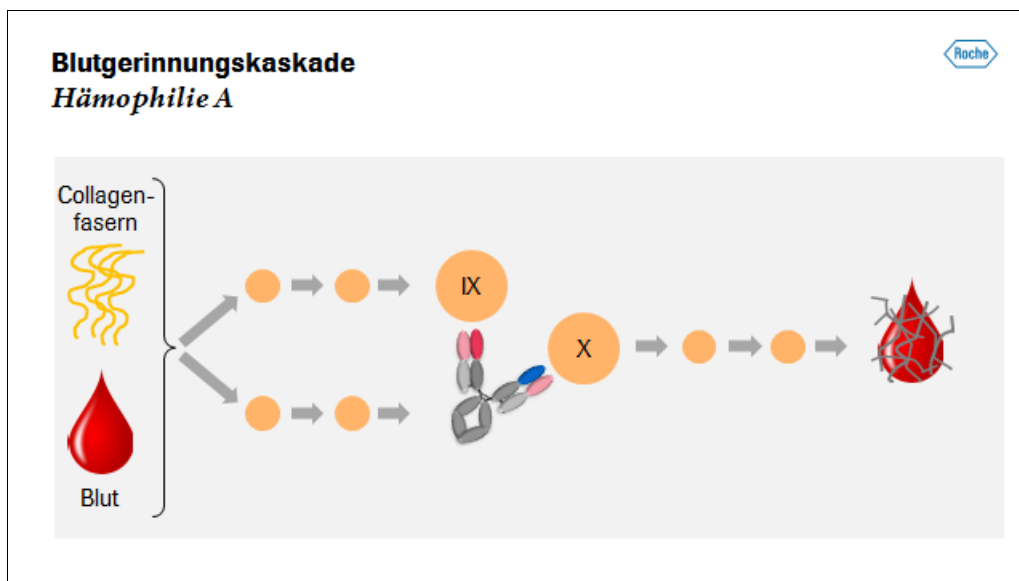 Blutgerinnungskaskade
Roche
Hämophilie A
Collagen-
fasern
IX
X
Blut